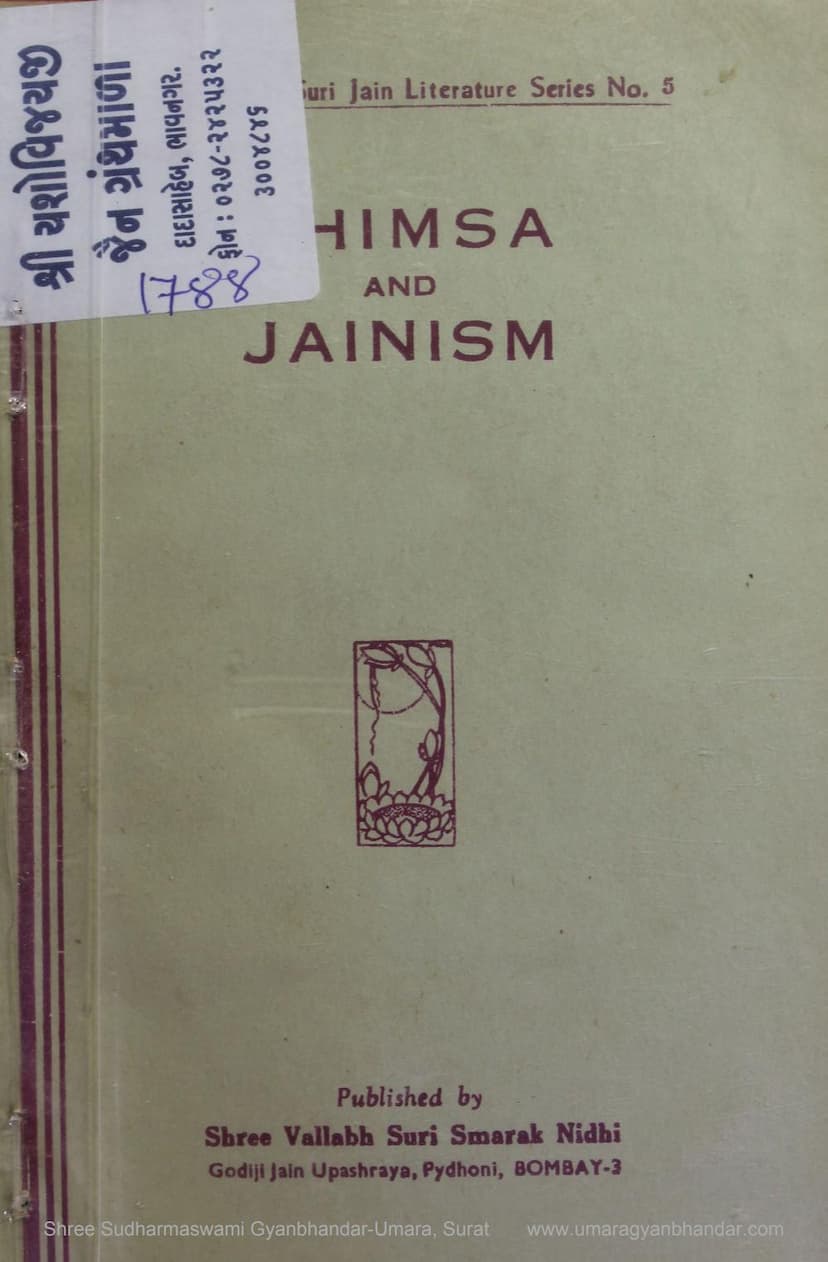 શ્રી યશોવિજયજી
જૈન ગ્રંથમાળા
દાદાસાહેબ, ભાવનગર.
ફોન : ૦૨૭૮-૨૪૨૫૩૨૨
૩૦૦૪૮૪૬
1788
Suri Jain Literature Series No. 5
HIMSA
AND
JAINISM
Published by
Shree Vallabh Suri Smarak Nidhi
Godiji Jain Upashraya, Pydhoni, BOMBAY-3
Shree Sudharmaswami Gyanbhandar-Umara, Surat www.umaragyanbhandar.com